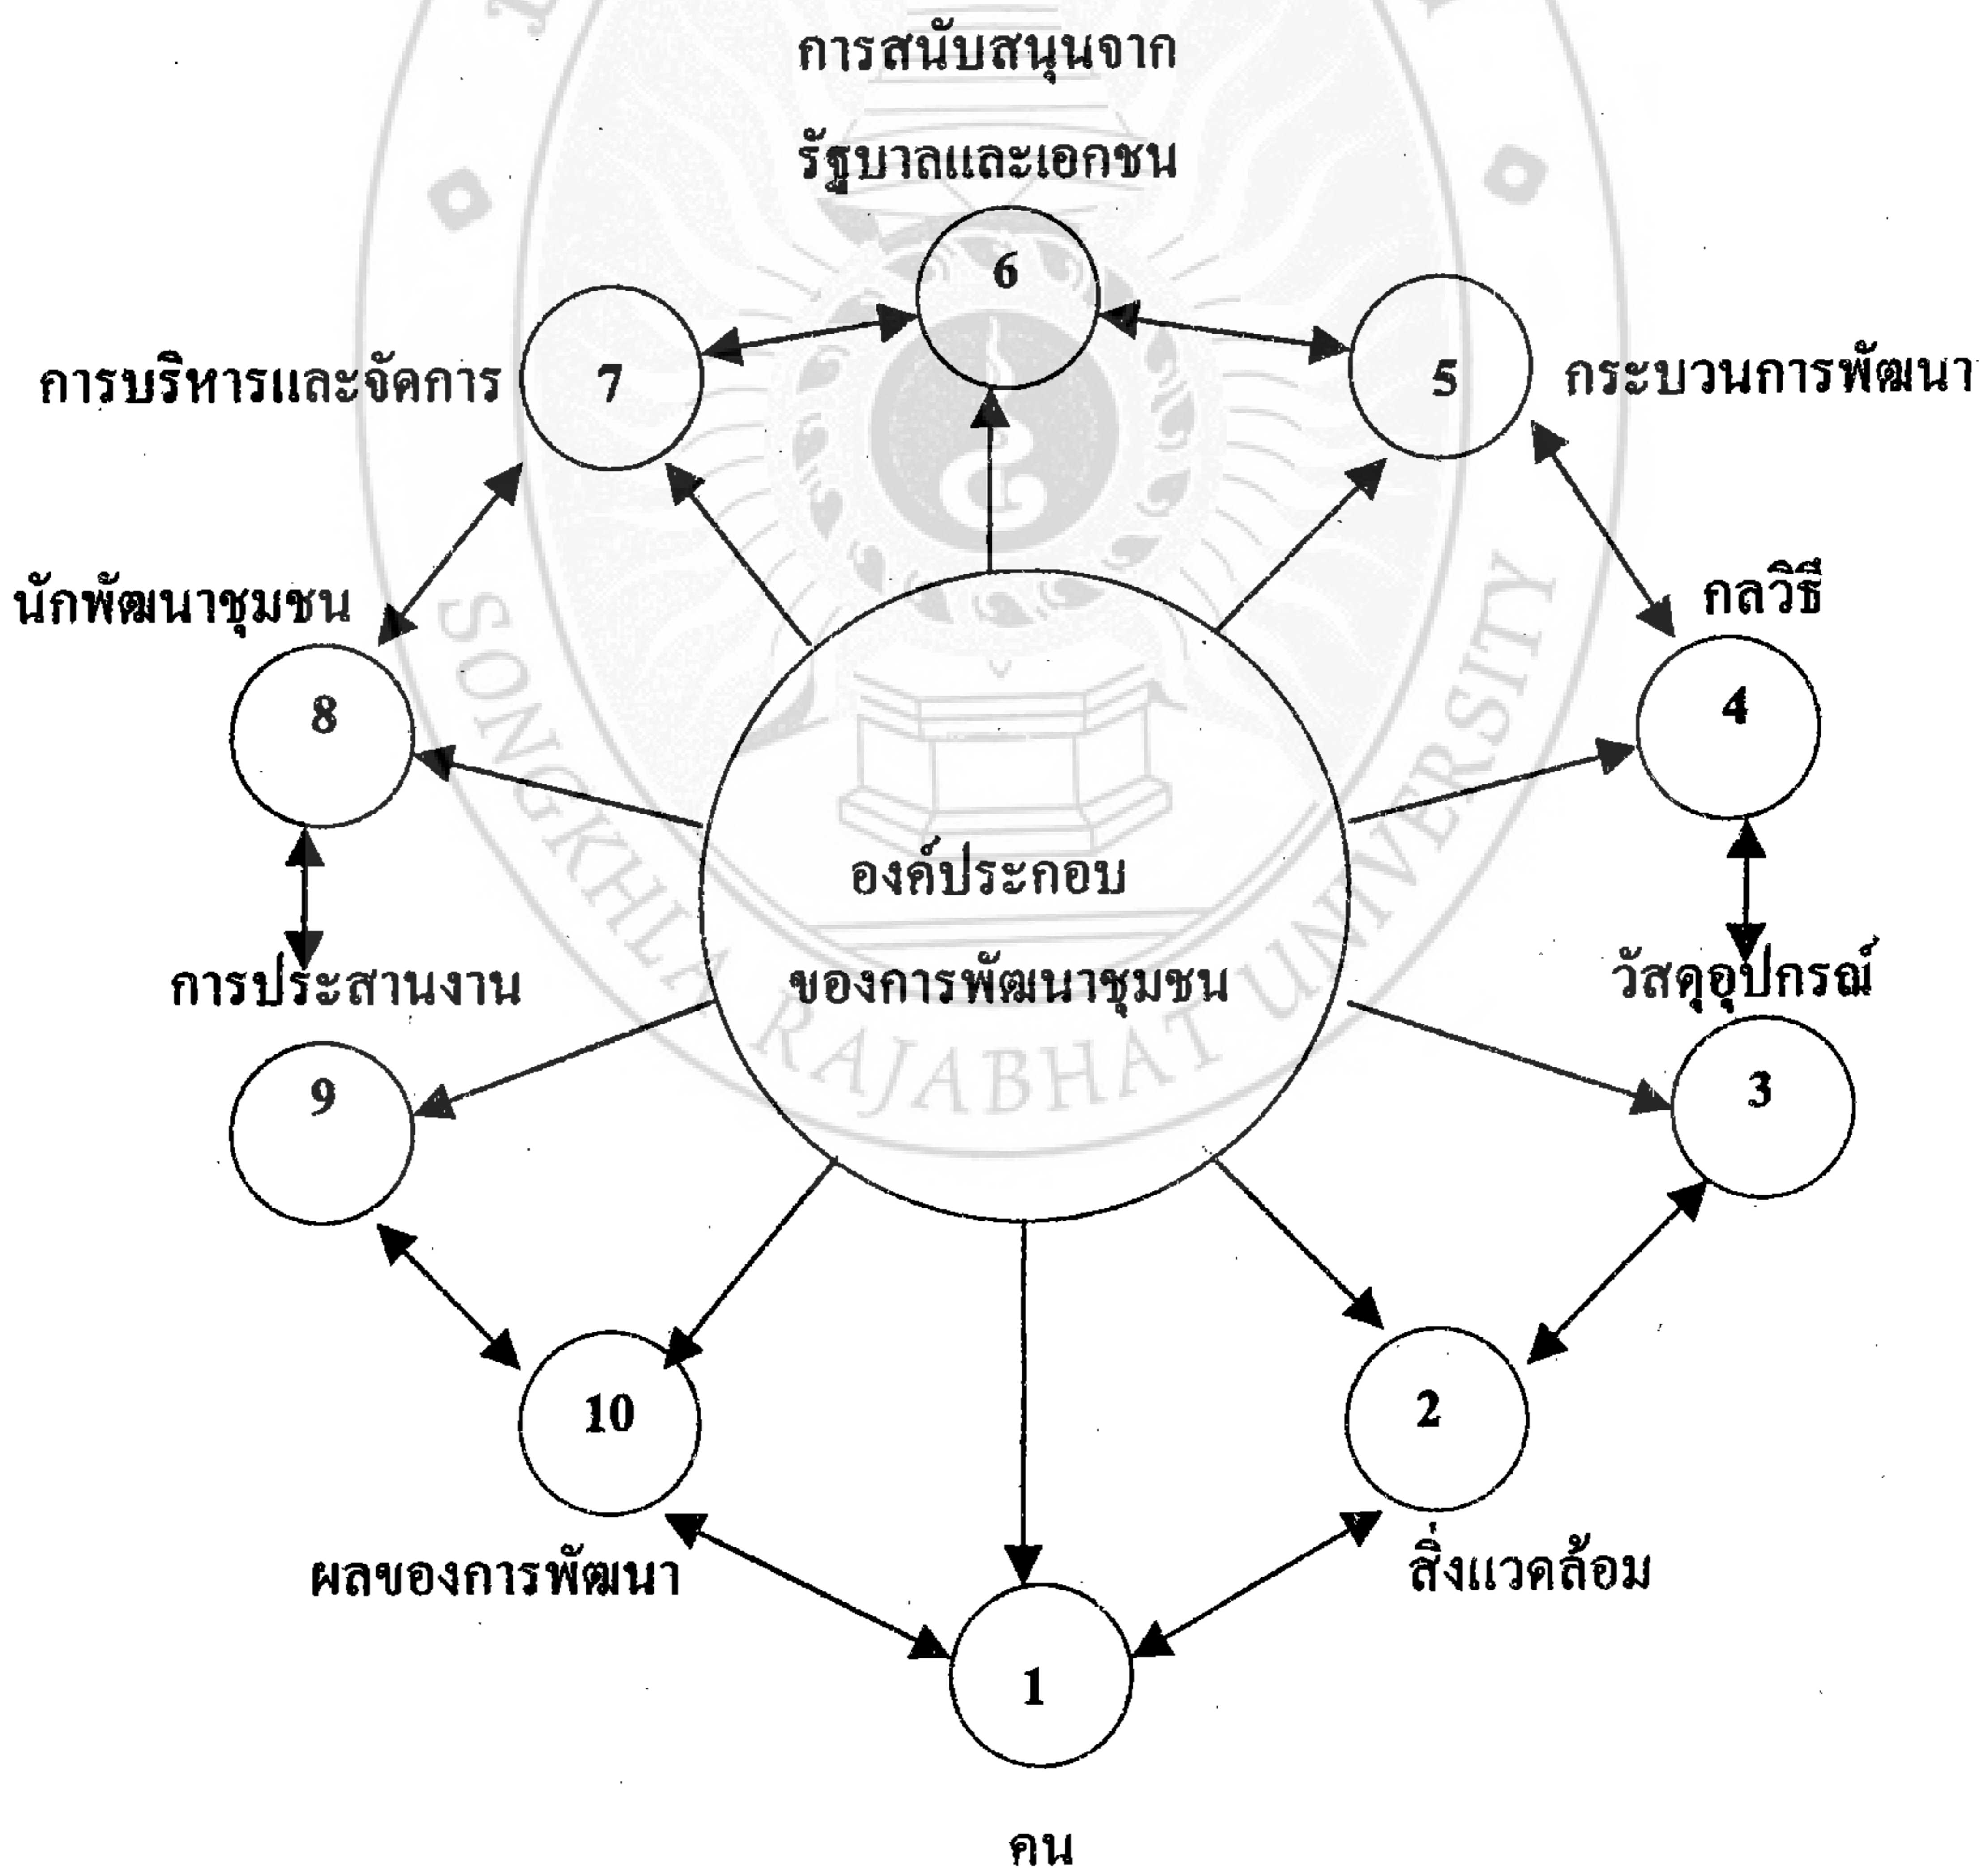 การสนับสนุนจาก
รัฐบาลและเอกชน
6
การบริหารและจัดการ
7
5
กระบวนการพัฒนา
นักพัฒนาชุมชน
กลวิธี
8
4
องค์ประกอบ
ของการพัฒนาชุมชน
การประสานงาน
วัสดุอุปกรณ์
9
3
10
2
ผลของการพัฒนา
สิ่งแวดล้อม
1
คน
SONGKHLA RAJABHAT UNIVERSITY